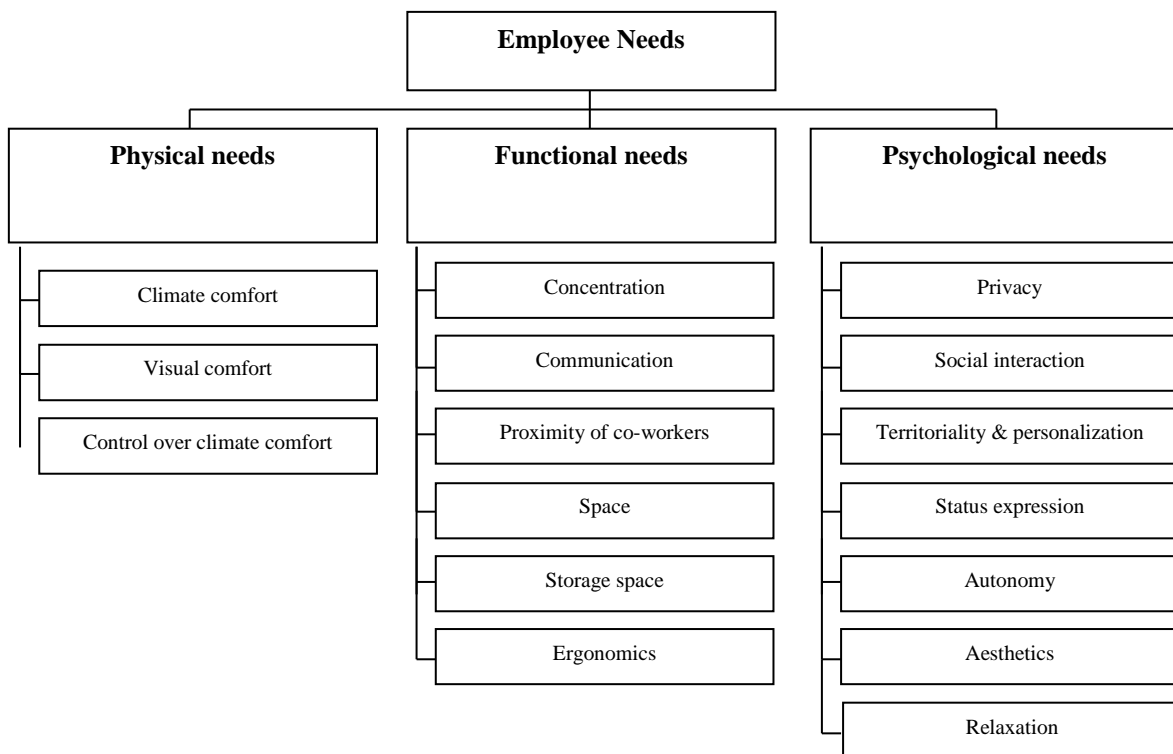 Employee Needs
Physical needs
Functional needs
Psychological needs
Climate comfort
Visual comfort
Control over climate comfort
Concentration
Communication
Proximity of co-workers
Space
Storage space
Ergonomics
Privacy
Social interaction
Territoriality & personalization
Status expression
Autonomy
Aesthetics
Relaxation